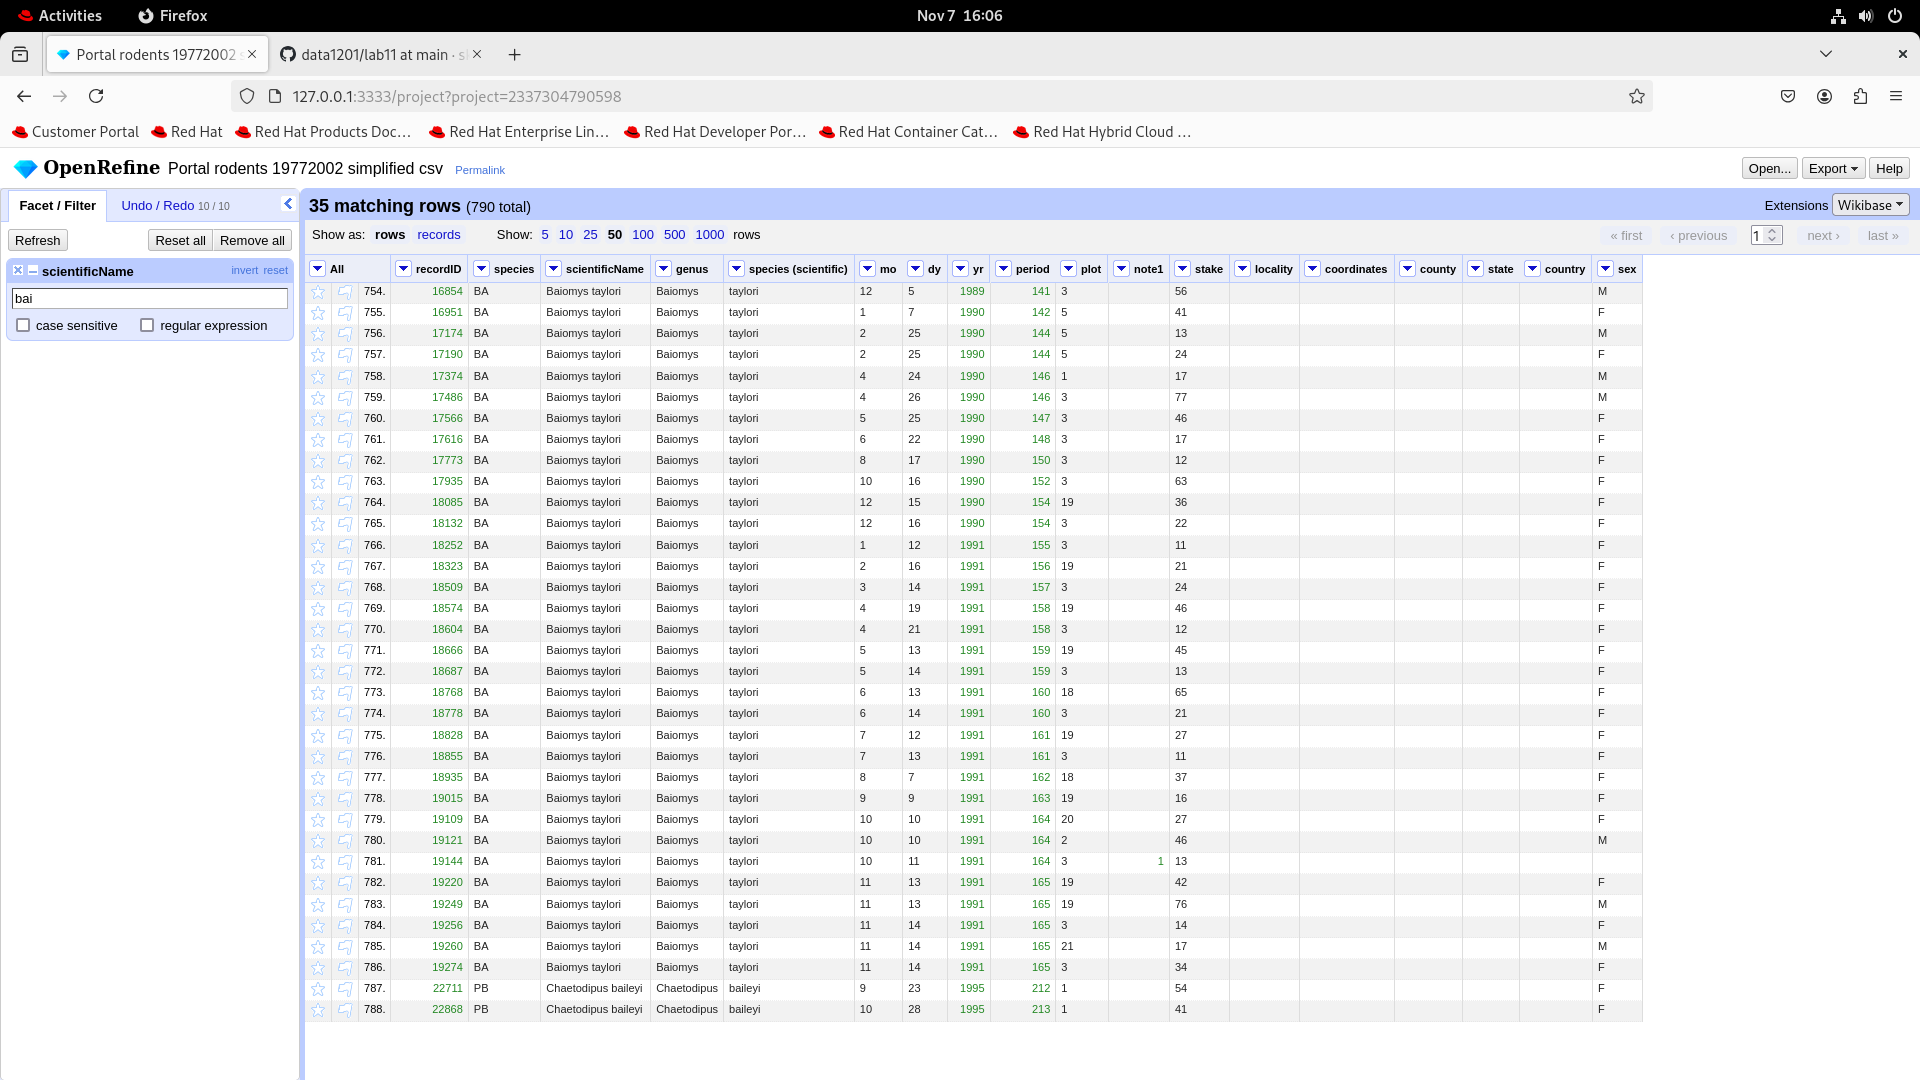 Activities Firefox Nov 7 16:06
Portal rodents 19772002 data1201/lab11 at main · s
127.0.0.1:3333/project?project=2337304790598
Customer Portal Red Hat Red Hat Products Doc… Red Hat Enterprise Lin… Red Hat Developer Por… Red Hat Container Cat… Red Hat Hybrid Cloud …
OpenRefine Portal rodents 19772002 simplified csv Permalink Open... Export Help
Facet / Filter Undo / Redo 10 / 10 35 matching rows (790 total) Extensions Wikibase
Refresh Reset all Remove all Show as: rows records Show: 5 10 25 50 100 500 1000 rows « first ‹ previous 1 next › last »
scientificName invert reset
bai
case sensitive regular expression
All recordID species scientificName genus species (scientific) mo dy yr period plot note1 stake locality coordinates county state country sex
754. 16854 BA Baiomys taylori Baiomys taylori 12 5 1989 141 3 56 M
755. 16951 BA Baiomys taylori Baiomys taylori 1 7 1990 142 5 41 F
756. 17174 BA Baiomys taylori Baiomys taylori 2 25 1990 144 5 13 M
757. 17190 BA Baiomys taylori Baiomys taylori 2 25 1990 144 5 24 F
758. 17374 BA Baiomys taylori Baiomys taylori 4 24 1990 146 1 17 M
759. 17486 BA Baiomys taylori Baiomys taylori 4 26 1990 146 3 77 M
760. 17566 BA Baiomys taylori Baiomys taylori 5 25 1990 147 3 46 F
761. 17616 BA Baiomys taylori Baiomys taylori 6 22 1990 148 3 17 F
762. 17773 BA Baiomys taylori Baiomys taylori 8 17 1990 150 3 12 F
763. 17935 BA Baiomys taylori Baiomys taylori 10 16 1990 152 3 63 F
764. 18085 BA Baiomys taylori Baiomys taylori 12 15 1990 154 19 36 F
765. 18132 BA Baiomys taylori Baiomys taylori 12 16 1990 154 3 22 F
766. 18252 BA Baiomys taylori Baiomys taylori 1 12 1991 155 3 11 F
767. 18323 BA Baiomys taylori Baiomys taylori 2 16 1991 156 19 21 F
768. 18509 BA Baiomys taylori Baiomys taylori 3 14 1991 157 3 24 F
769. 18574 BA Baiomys taylori Baiomys taylori 4 19 1991 158 19 46 F
770. 18604 BA Baiomys taylori Baiomys taylori 4 21 1991 158 3 12 F
771. 18666 BA Baiomys taylori Baiomys taylori 5 13 1991 159 19 45 F
772. 18687 BA Baiomys taylori Baiomys taylori 5 14 1991 159 3 13 F
773. 18768 BA Baiomys taylori Baiomys taylori 6 13 1991 160 18 65 F
774. 18778 BA Baiomys taylori Baiomys taylori 6 14 1991 160 3 21 F
775. 18828 BA Baiomys taylori Baiomys taylori 7 12 1991 161 19 27 F
776. 18855 BA Baiomys taylori Baiomys taylori 7 13 1991 161 3 11 F
777. 18935 BA Baiomys taylori Baiomys taylori 8 7 1991 162 18 37 F
778. 19015 BA Baiomys taylori Baiomys taylori 9 9 1991 163 19 16 F
779. 19109 BA Baiomys taylori Baiomys taylori 10 10 1991 164 20 27 F
780. 19121 BA Baiomys taylori Baiomys taylori 10 10 1991 164 2 46 M
781. 19144 BA Baiomys taylori Baiomys taylori 10 11 1991 164 3 1 13
782. 19220 BA Baiomys taylori Baiomys taylori 11 13 1991 165 19 42 F
783. 19249 BA Baiomys taylori Baiomys taylori 11 13 1991 165 19 76 M
784. 19256 BA Baiomys taylori Baiomys taylori 11 14 1991 165 3 14 F
785. 19260 BA Baiomys taylori Baiomys taylori 11 14 1991 165 21 17 M
786. 19274 BA Baiomys taylori Baiomys taylori 11 14 1991 165 3 34 F
787. 22711 PB Chaetodipus baileyi Chaetodipus baileyi 9 23 1995 212 1 54 F
788. 22868 PB Chaetodipus baileyi Chaetodipus baileyi 10 28 1995 213 1 41 F